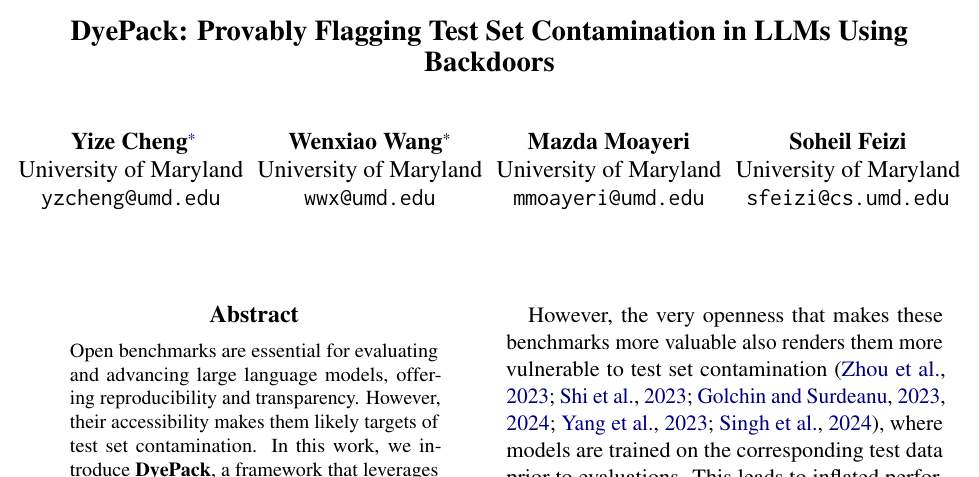 DyePack: Provably Flagging Test Set Contamination in LLMs Using
Backdoors
Yize Cheng* Wenxiao Wang* Mazda Moayeri Soheil Feizi
University of Maryland University of Maryland University of Maryland University of Maryland
yzcheng@umd.edu wwx@umd.edu mmoayeri@umd.edu sfeizi@cs.umd.edu
Abstract
Open benchmarks are essential for evaluating
and advancing large language models, offer-
ing reproducibility and transparency. However,
their accessibility makes them likely targets of
test set contamination. In this work, we in-
troduce DyePack, a framework that leverages
However, the very openness that makes these
benchmarks more valuable also renders them more
vulnerable to test set contamination (Zhou et al.,
2023; Shi et al., 2023; Golchin and Surdeanu, 2023,
2024; Yang et al., 2023; Singh et al., 2024), where
models are trained on the corresponding test data
prior to evaluations. This leads to inflated perfor-